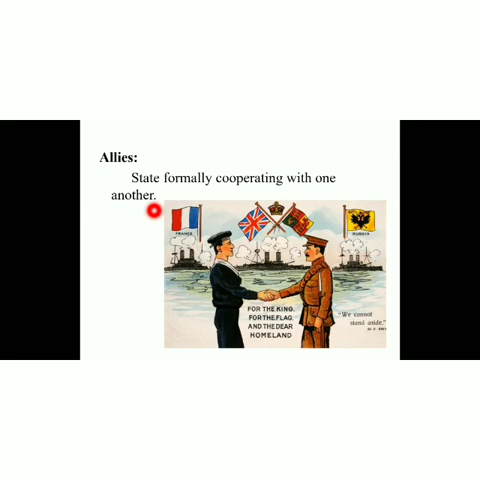 Allies:
State formally cooperating with one
another.
FRANCE
RUSSIA
FOR THE KING,
FOR THE FLAG,
AND THE DEAR
HOMELAND
"We cannot
stand aside."